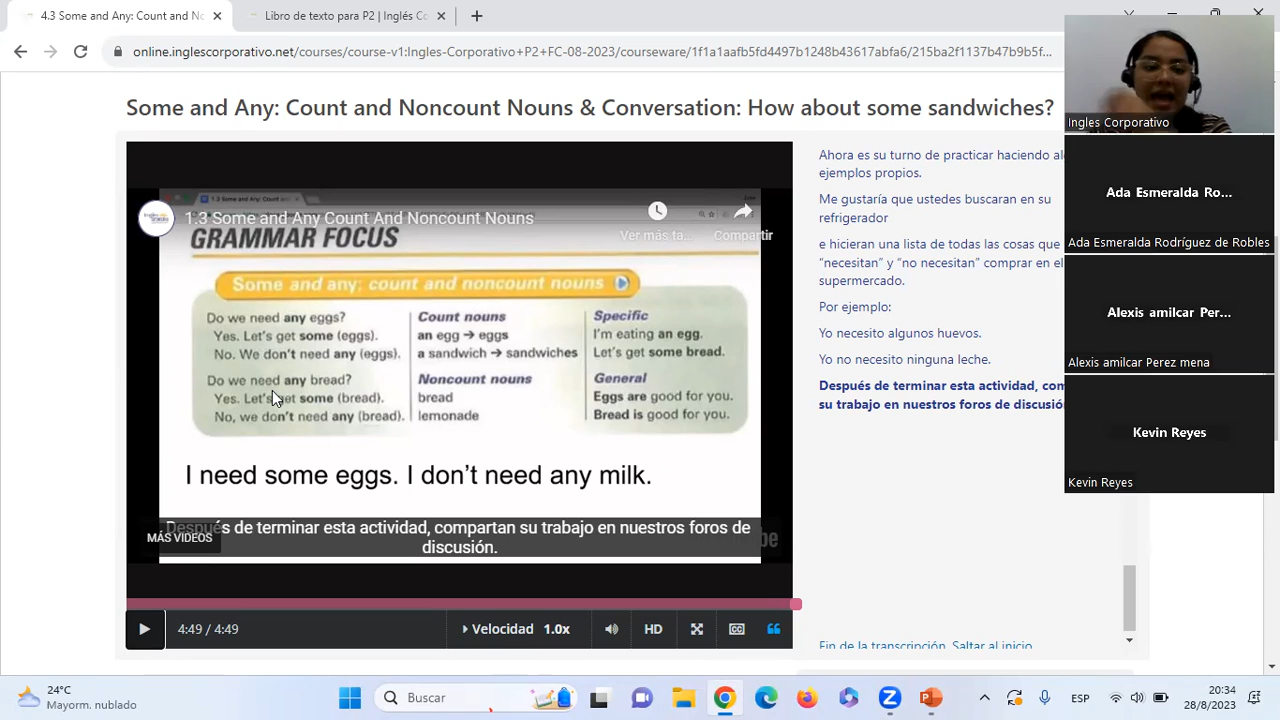 4.3 Some and Any: Count and No
Libro de texto para P2 | Inglés Co
online.inglescorporativo.net/courses/course-v1:Ingles-Corporativo+P2+FC-08-2023/courseware/1f1a1aafb5fd4497b1248b43617abfa6/215ba2f1137b47b9b5f...
Some and Any: Count and Noncount Nouns & Conversation: How about some sandwiches?
1.3 Some and Any Count And Noncount Nouns
Ver más ta...
Compartir
GRAMMAR FOCUS
Some and any; count and noncount nouns
Do we need any eggs?
Yes. Let's get some (eggs).
No. We don't need any (eggs).
Do we need any bread?
Yes. Let's get some (bread).
No, we don't need any (bread).
Count nouns
an egg → eggs
a sandwich → sandwiches
Noncount nouns
bread
lemonade
Specific
I'm eating an egg.
Let's get some bread.
General
Eggs are good for you.
Bread is good for you.
I need some eggs. I don't need any milk.
Después de terminar esta actividad, compartan su trabajo en nuestros foros de
discusión.
MÁS VÍDEOS
4:49 / 4:49
Velocidad 1.0x
HD
CC
Ahora es su turno de practicar haciendo al
ejemplos propios.
Me gustaría que ustedes buscaran en su
refrigerador
e hicieran una lista de todas las cosas que
“necesitan” y “no necesitan” comprar en el
supermercado.
Por ejemplo:
Yo necesito algunos huevos.
Yo no necesito ninguna leche.
Después de terminar esta actividad, com
su trabajo en nuestros foros de discusió
Fin de la transcripción. Saltar al inicio.
Ingles Corporativo
Ada Esmeralda Ro...
Ada Esmeralda Rodríguez de Robles
Alexis amilcar Per...
Alexis amilcar Perez mena
Kevin Reyes
Kevin Reyes
24°C
Mayorm. nublado
Buscar
ESP
20:34
28/8/2023